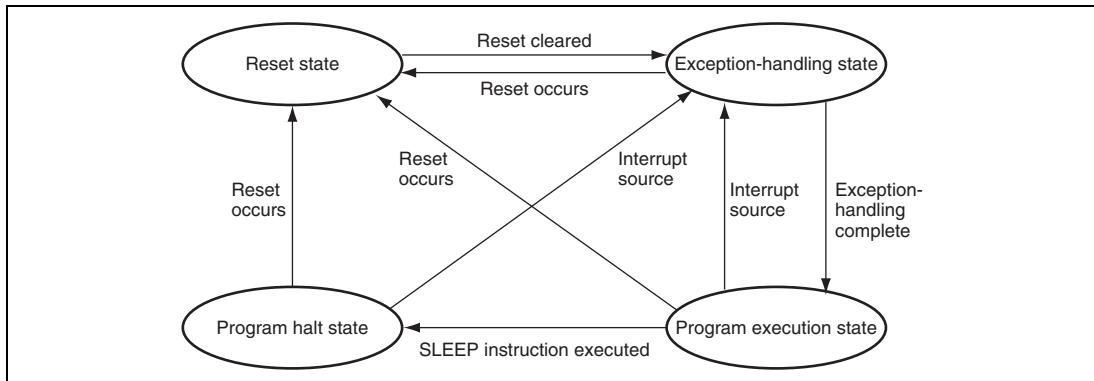 Reset cleared
Reset state
Exception-handling state
Reset occurs
Reset
occurs
Interrupt
source
Reset
occurs
Interrupt
source
Exception-
handling
complete
Program halt state
Program execution state
SLEEP instruction executed